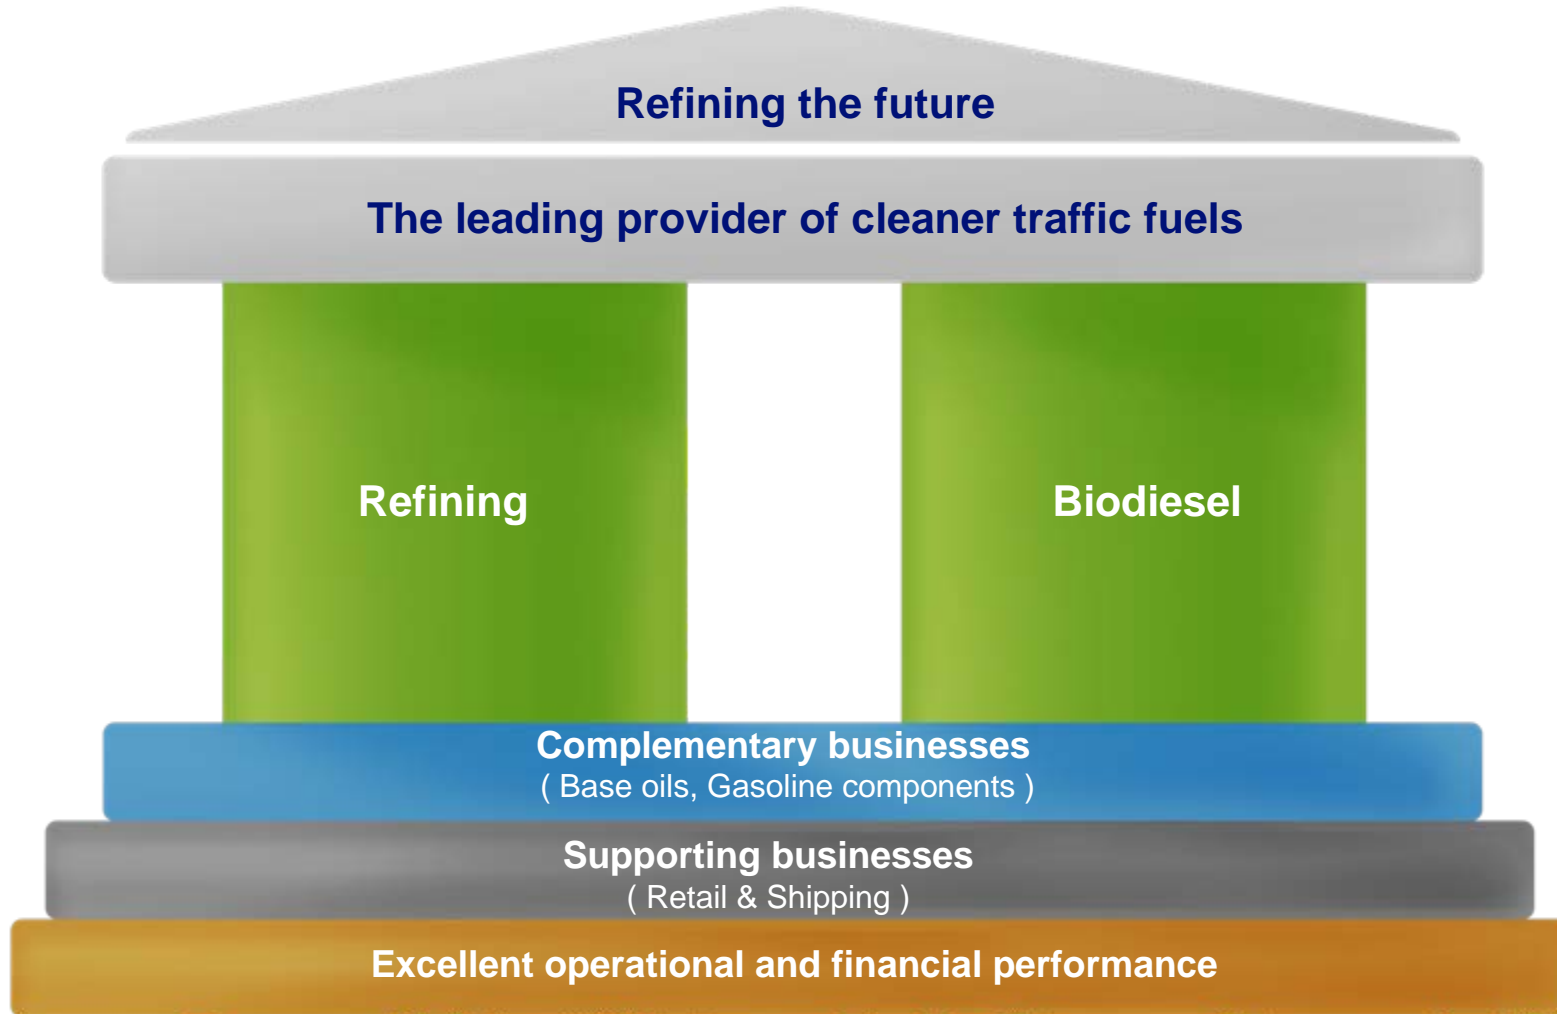 Refining the future
The leading provider of cleaner traffic fuels
Refining
Biodiesel
Complementary businesses
( Base oils, Gasoline components )
Supporting businesses
( Retail & Shipping )
Excellent operational and financial performance